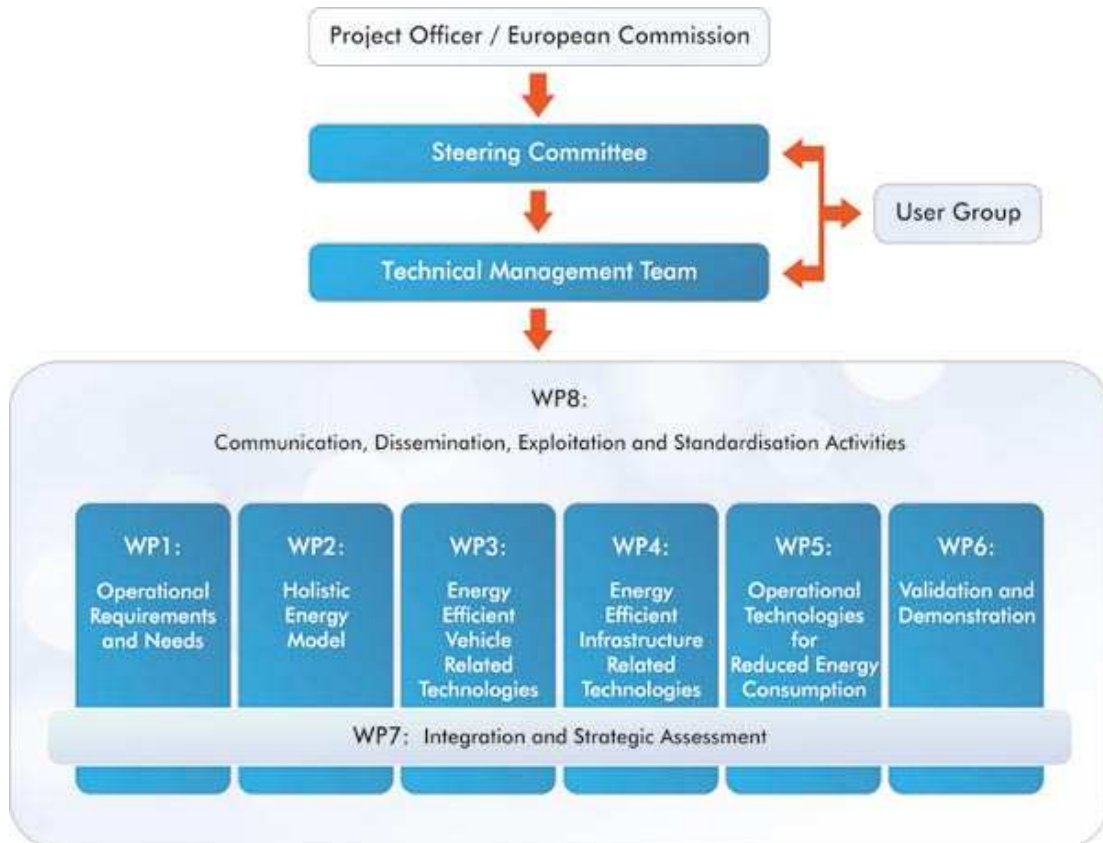 Project Officer / European Commission
Steering Committee
User Group
Technical Management Team
WP8:
Communication, Dissemination, Exploitation and Standardisation Activities
WP1:
Operational
Requirements
and Needs
WP2:
Holistic
Energy
Model
WP3:
Energy
Efficient
Vehicle
Related
Technologies
WP4:
Energy
Efficient
Infrastructure
Related
Technologies
WP5:
Operational
Technologies
for
Reduced Energy
Consumption
WP6:
Validation and
Demonstration
WP7: Integration and Strategic Assessment